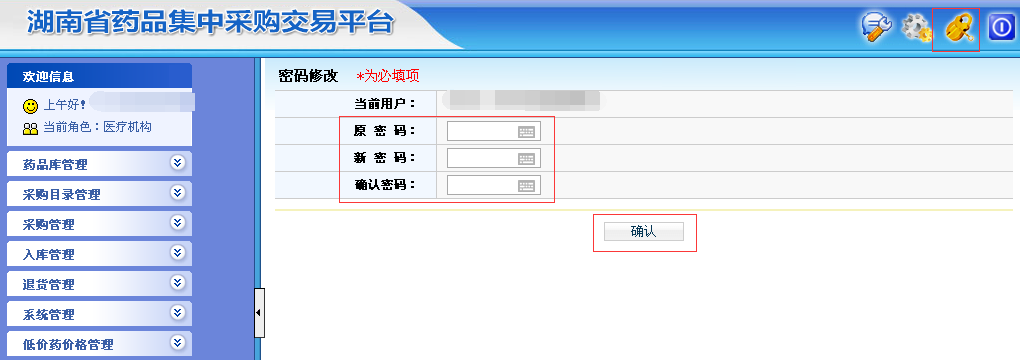 湖南省药品集中采购交易平台
欢迎信息
上午好!
当前角色：医疗机构
药品库管理
采购目录管理
采购管理
入库管理
退货管理
系统管理
低价药价格管理
密码修改 *为必填项
当前用户：
原 密 码：
新 密 码：
确认密码：
确认